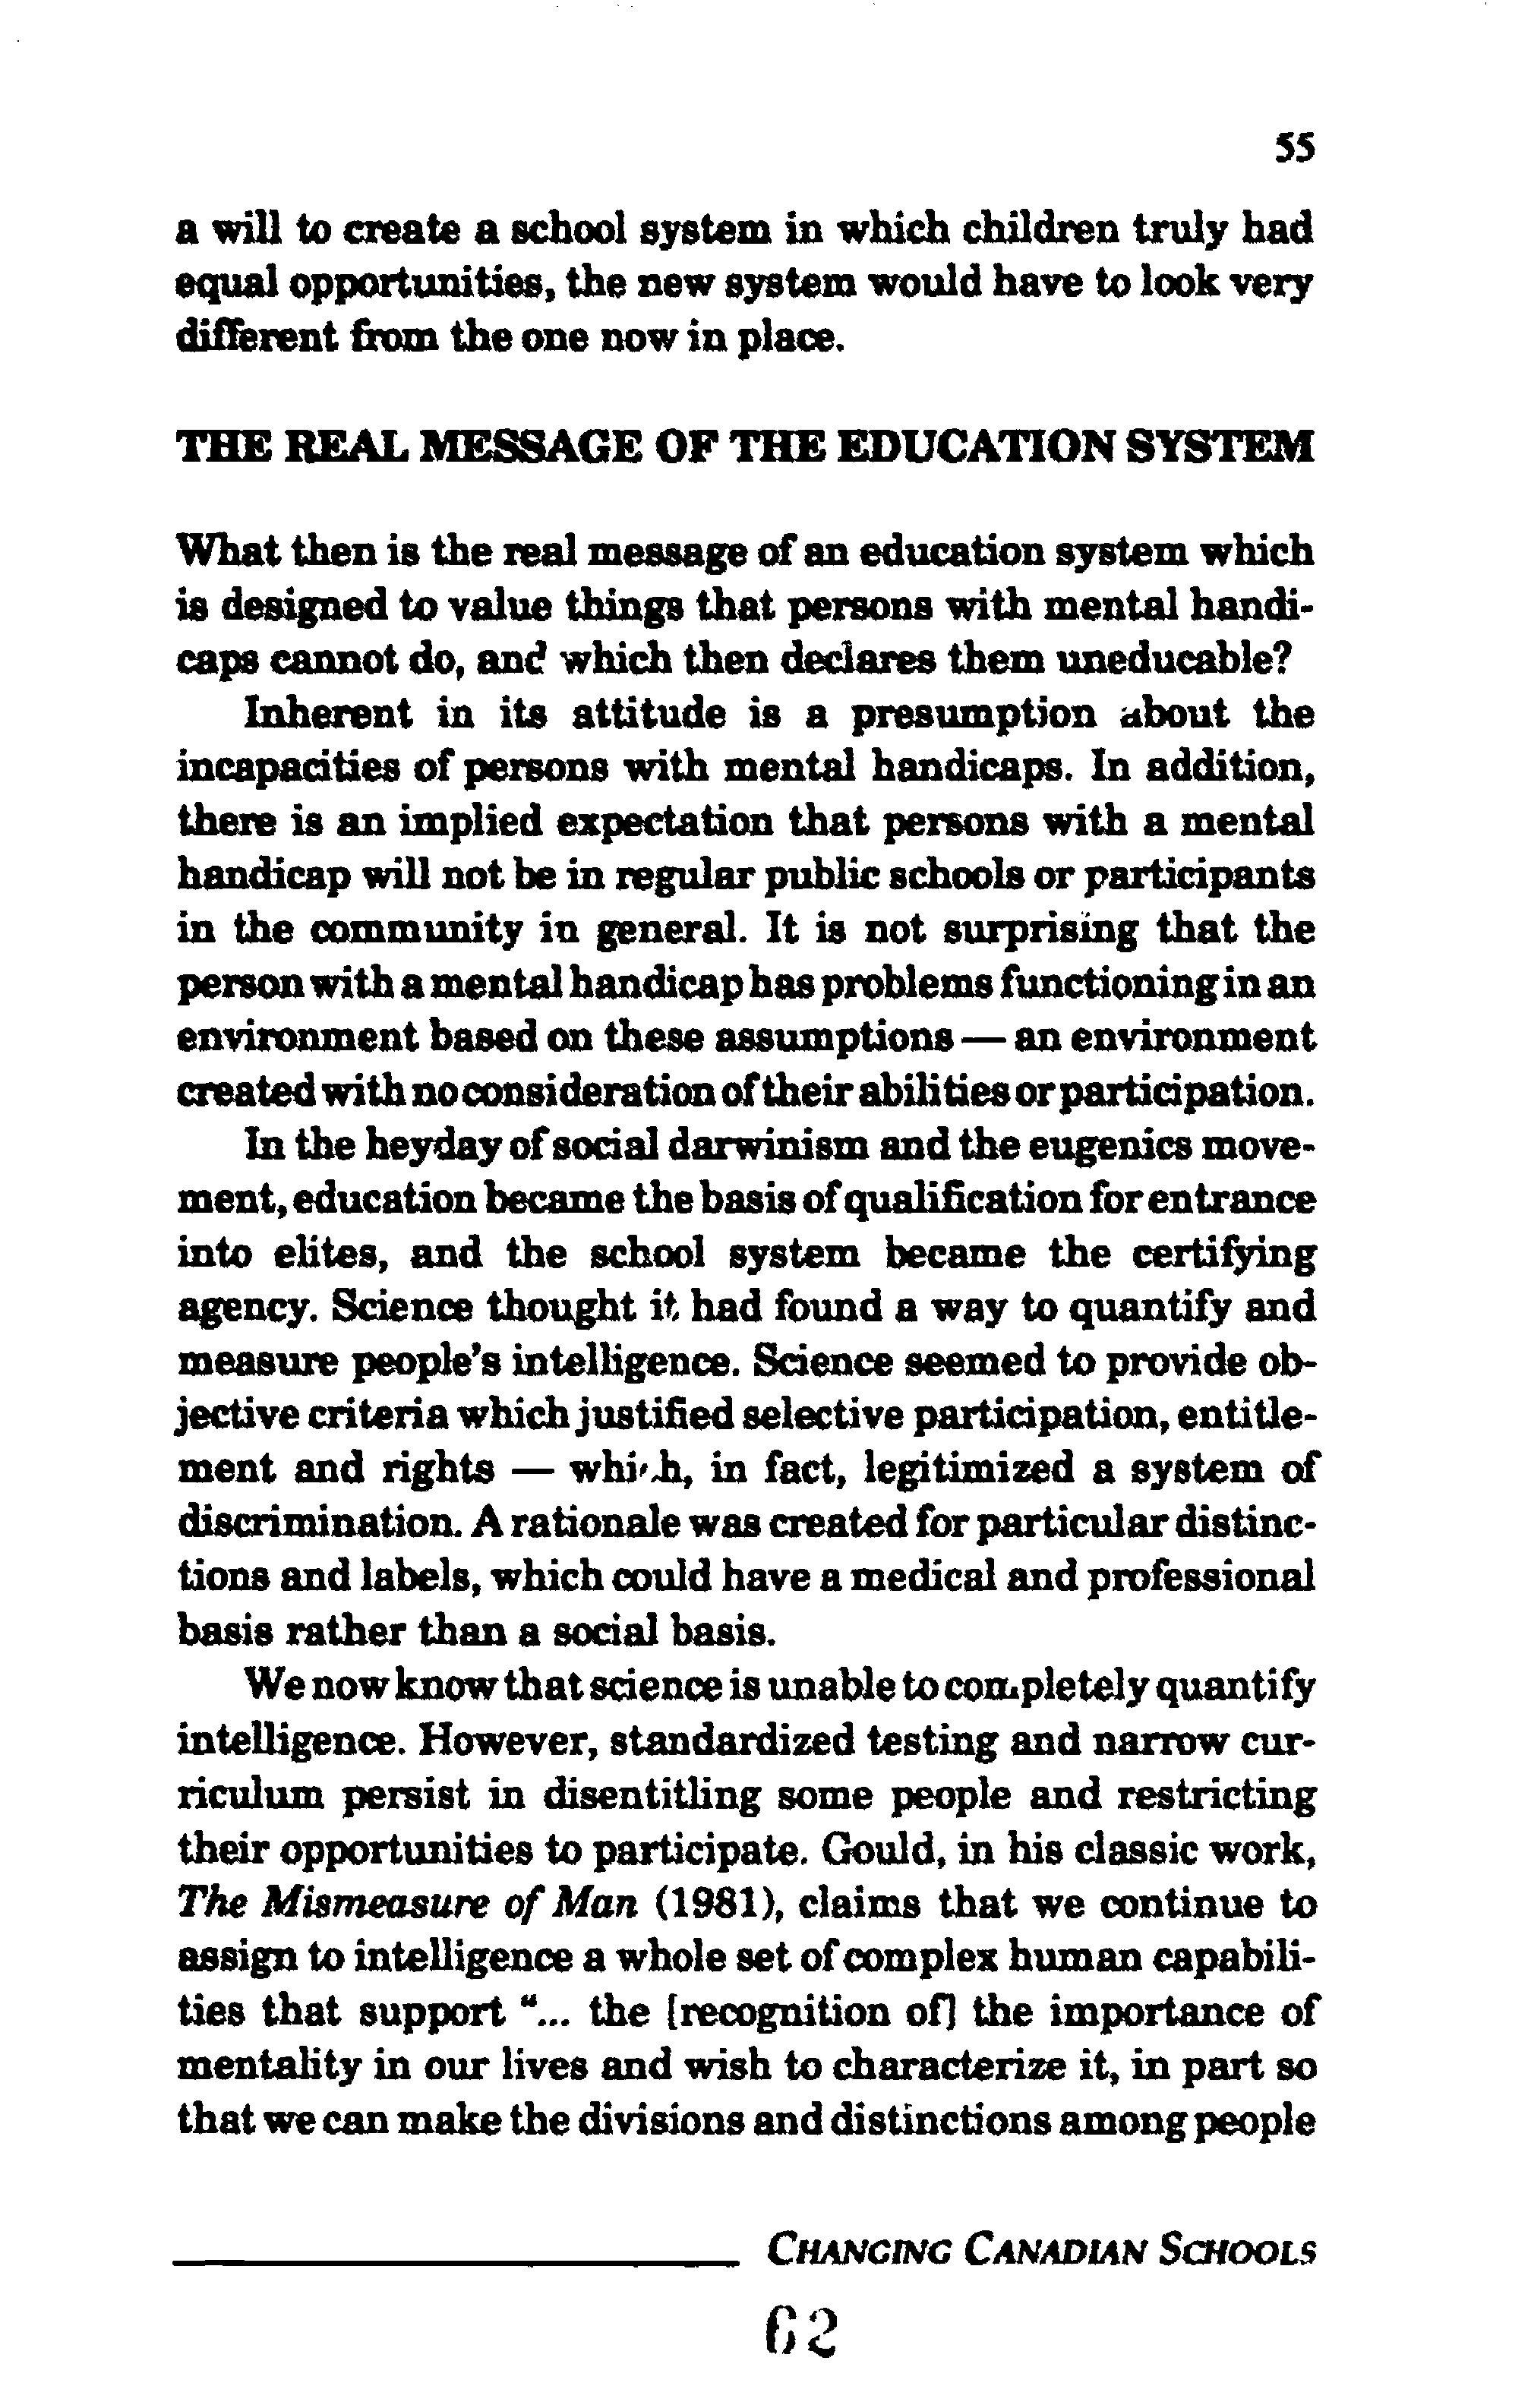 55
a will to create a school system in which children truly had
equal opportunities, the new system would have to look very
different from the one now in place.
THE REAL MESSAGE OF THE EDUCATION SYSTEM
What then is the real message of an education system which
is designed to value things that persons with mental handi-
caps cannot do, and which then declares them uneducable?
Inherent in its attitude is a presumption about the
incapacities of persons with mental handicaps. In addition,
there is an implied expectation that persons with a mental
handicap will not be in regular public schools or participants
in the community in general. It is not surprising that the
person with a mental handicap has problems functioning in an
environment based on these assumptions — an environment
created with no consideration of their abilities or participation.
In the heyday of social darwinism and the eugenics move-
ment, education became the basis of qualification for entrance
into elites, and the school system became the certifying
agency. Science thought it had found a way to quantify and
measure people's intelligence. Science seemed to provide ob-
jective criteria which justified selective participation, entitle-
ment and rights — which, in fact, legitimized a system of
discrimination. A rationale was created for particular distinc-
tions and labels, which could have a medical and professional
basis rather than a social basis.
We now know that science is unable to completely quantify
intelligence. However, standardized testing and narrow cur-
riculum persist in disentitling some people and restricting
their opportunities to participate. Gould, in his classic work,
The Mismeasure of Man (1981), claims that we continue to
assign to intelligence a whole set of complex human capabili-
ties that support "... the [recognition of] the importance of
mentality in our lives and wish to characterize it, in part so
that we can make the divisions and distinctions among people
CHANGING CANADIAN SCHOOLS
62